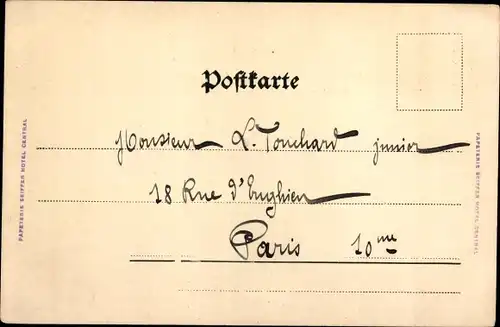 Postkarte
Monsieur L. Touchard junior
18 Rue d'Enghien
Paris 10me
PAPETERIE SEIFFER HOTEL CENTRAL
PAPETERIE SEIFFER HOTEL CENTRAL